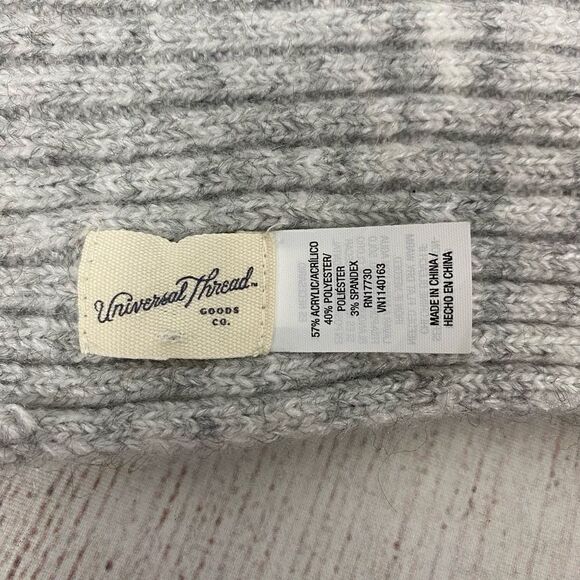 Universal Thread™
GOODS
CO.
57% ACRYLIC/ACRÍLICO
40% POLYESTER/
POLIÉSTER
3% SPANDEX
RN17730
VN1140163
MADE IN CHINA /
HECHO EN CHINA